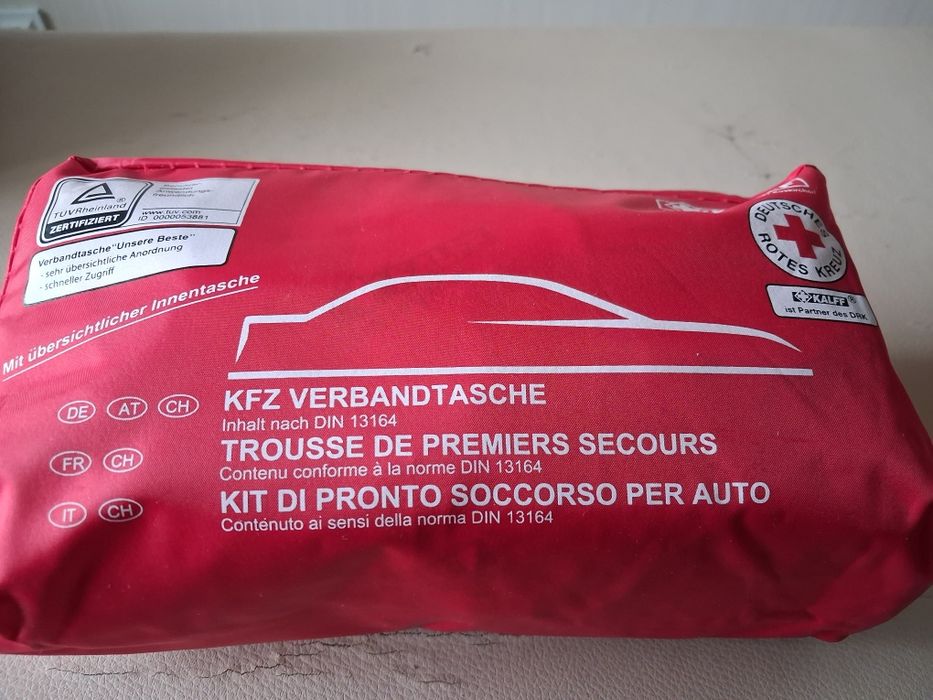 TÜVRheinland®
ZERTIFIZIERT
Anwendungs-
freundlich
www.tuv.com
ID 0000053881
Verbandtasche"Unsere Beste"
- sehr übersichtliche Anordnung
- schneller Zugriff
Mit übersichtlicher Innentasche
DEUTSCHES
ROTES KREUZ
KALFF®
ist Partner des DRK
DE AT CH KFZ VERBANDTASCHE
Inhalt nach DIN 13164
FR CH TROUSSE DE PREMIERS SECOURS
Contenu conforme à la norme DIN 13164
IT CH KIT DI PRONTO SOCCORSO PER AUTO
Contenuto ai sensi della norma DIN 13164